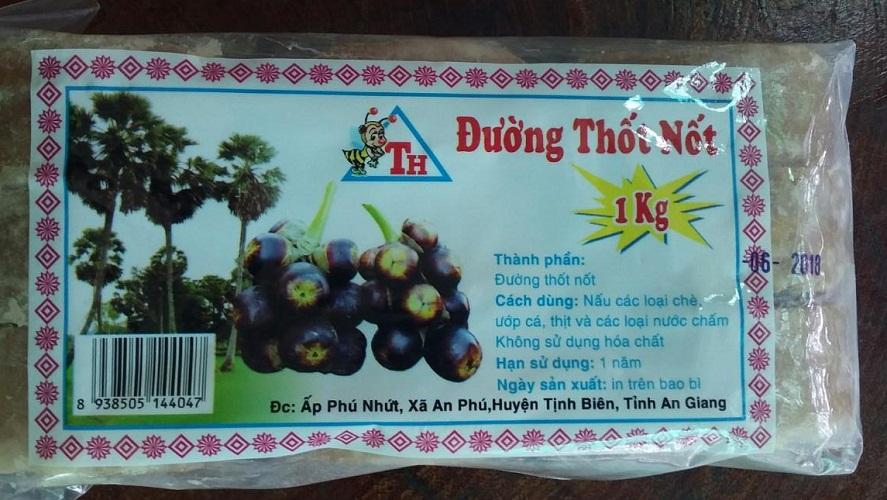 TH
Đường Thốt Nốt
1 Kg
Thành phần:
Đường thốt nốt
Cách dùng: Nấu các loại chè,
ướp cá, thịt và các loại nước chấm
Không sử dụng hóa chất
Hạn sử dụng: 1 năm
Ngày sản xuất: in trên bao bì
06- 2018
8 938505 144047
Đc: Ấp Phú Nhứt, Xã An Phú,Huyện Tịnh Biên, Tỉnh An Giang